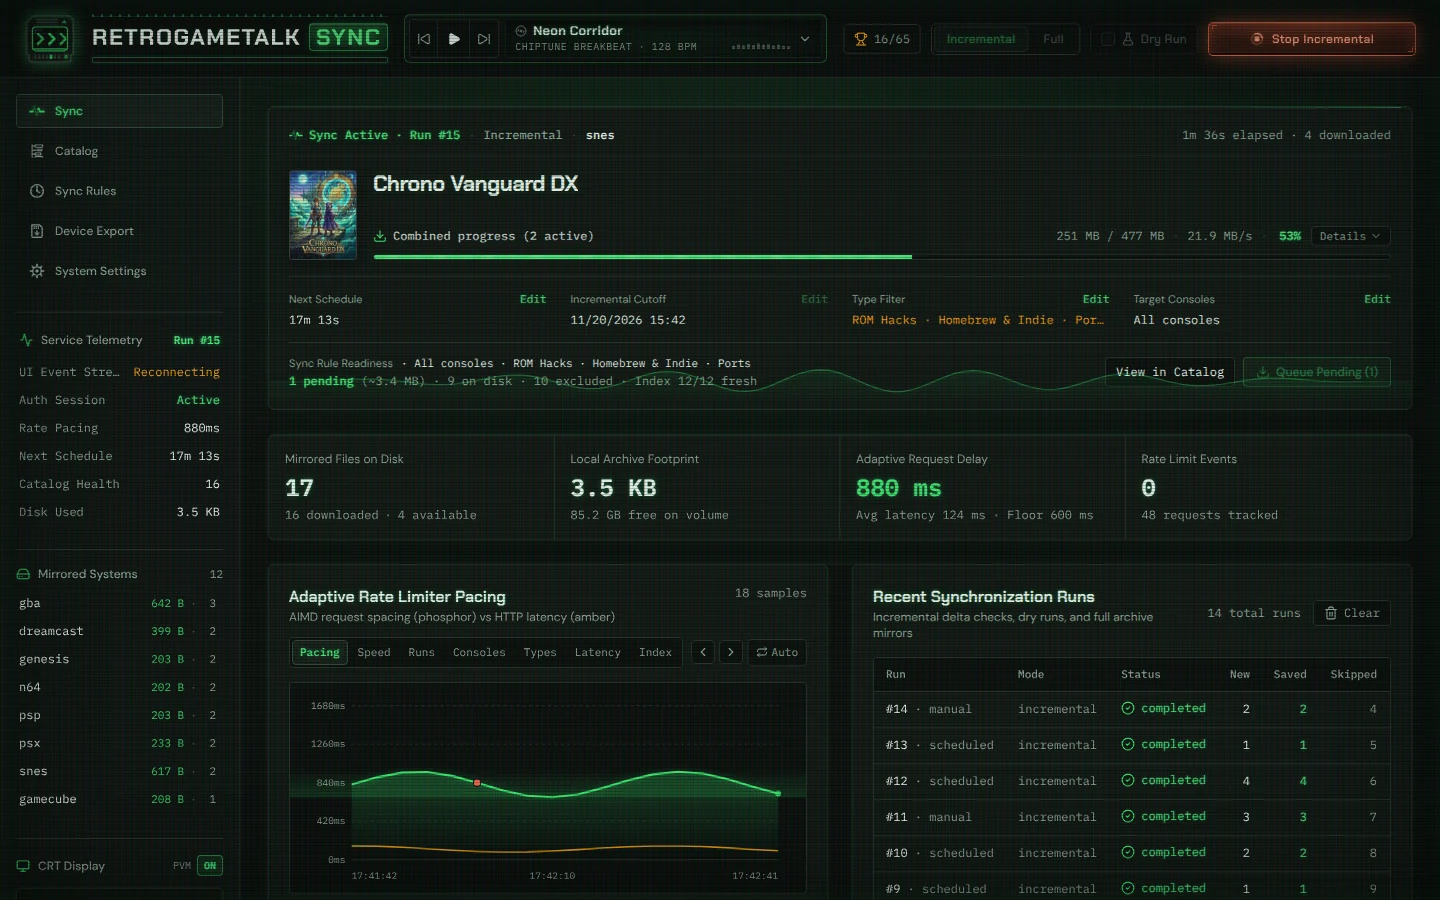 RETROGAMETALK SYNC
Neon Corridor
CHIPTUNE BREAKBEAT · 128 BPM
16/65
Incremental Full
Dry Run
Stop Incremental
Sync
Catalog
Sync Rules
Device Export
System Settings
Service Telemetry Run #15
UI Event Stre… Reconnecting
Auth Session Active
Rate Pacing 880ms
Next Schedule 17m 13s
Catalog Health 16
Disk Used 3.5 KB
Mirrored Systems 12
gba 642 B · 3
dreamcast 399 B · 2
genesis 203 B · 2
n64 202 B · 2
psp 203 B · 2
psx 233 B · 2
snes 617 B · 2
gamecube 208 B · 1
CRT Display PVM ON
Sync Active · Run #15 · Incremental · snes
1m 36s elapsed · 4 downloaded
CHRONO
VANGUARD DX
Chrono Vanguard DX
Combined progress (2 active)
251 MB / 477 MB · 21.9 MB/s · 53% Details
Next Schedule Edit
17m 13s
Incremental Cutoff Edit
11/20/2026 15:42
Type Filter Edit
ROM Hacks · Homebrew & Indie · Por…
Target Consoles Edit
All consoles
Sync Rule Readiness · All consoles · ROM Hacks · Homebrew & Indie · Ports
1 pending (~3.4 MB) · 9 on disk · 10 excluded · Index 12/12 fresh
View in Catalog
Queue Pending (1)
Mirrored Files on Disk
17
16 downloaded · 4 available
Local Archive Footprint
3.5 KB
85.2 GB free on volume
Adaptive Request Delay
880 ms
Avg latency 124 ms · Floor 600 ms
Rate Limit Events
0
48 requests tracked
Adaptive Rate Limiter Pacing
18 samples
AIMD request spacing (phosphor) vs HTTP latency (amber)
Pacing Speed Runs Consoles Types Latency Index
Auto
1680ms
1260ms
840ms
420ms
0ms
17:41:42 17:42:10 17:42:41
Recent Synchronization Runs
Incremental delta checks, dry runs, and full archive
mirrors
14 total runs
Clear
Run Mode Status New Saved Skipped
#14 · manual incremental completed 2 2 4
#13 · scheduled incremental completed 1 1 5
#12 · scheduled incremental completed 4 4 6
#11 · manual incremental completed 3 3 7
#10 · scheduled incremental completed 2 2 8
#9 · scheduled incremental completed 1 1 9